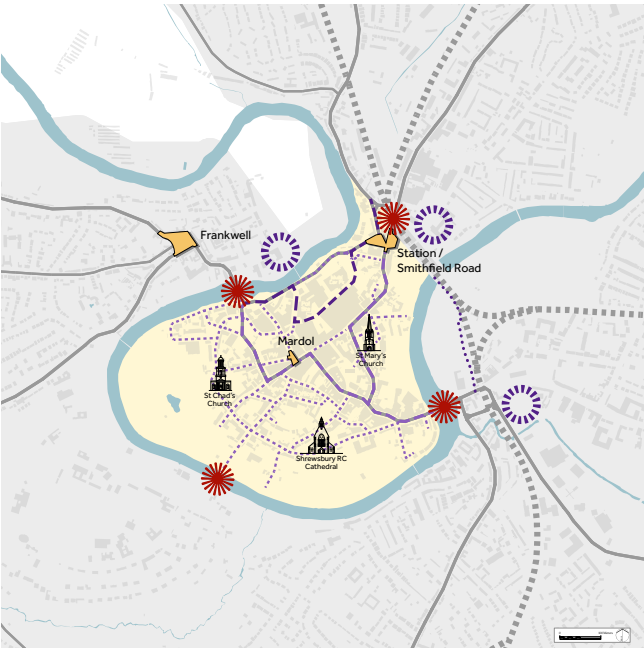 Frankwell
Station /
Smithfield Road
Mardol
St Mary's
Church
St Chad's
Church
Shrewsbury RC
Cathedral